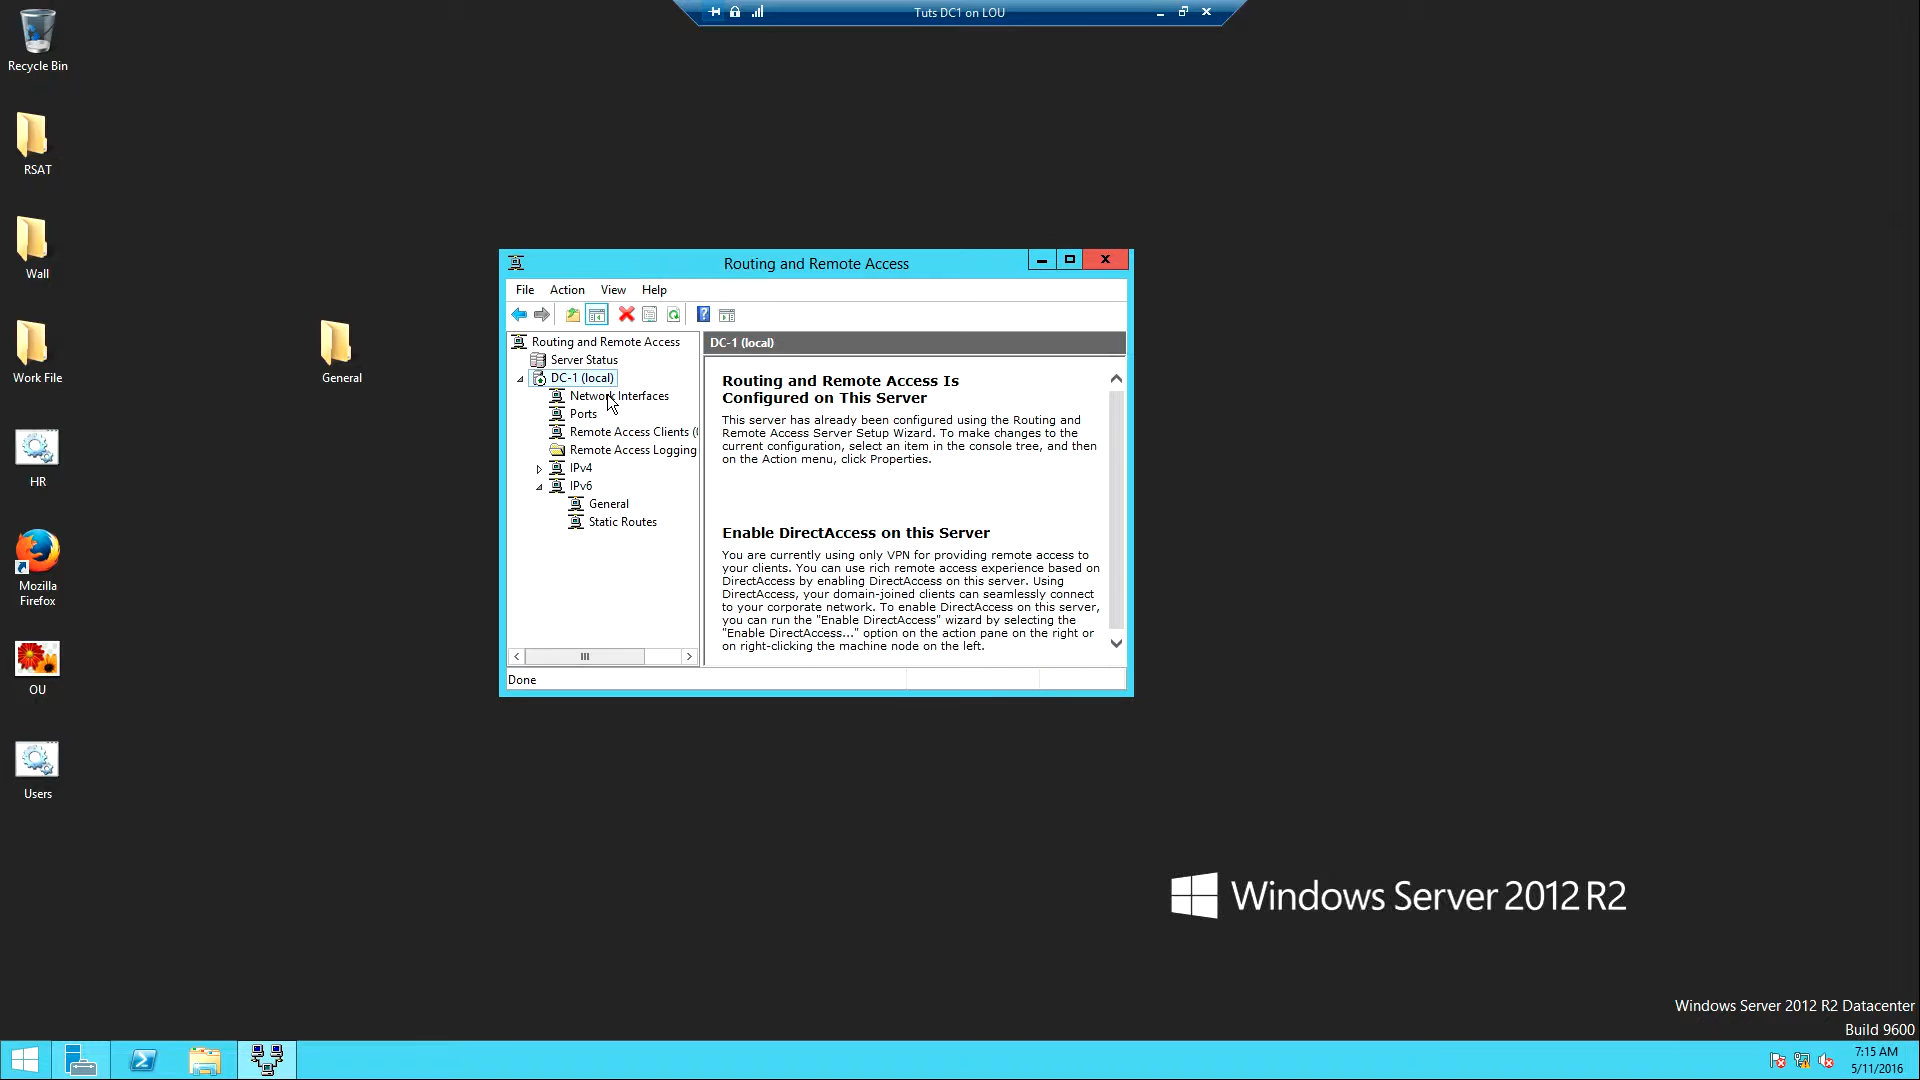 Tuts DC1 on LOU
Recycle Bin
RSAT
Wall
Work File
General
HR
Mozilla
Firefox
OU
Users
Routing and Remote Access
File Action View Help
Routing and Remote Access
Server Status
DC-1 (local)
Network Interfaces
Ports
Remote Access Clients (
Remote Access Logging
IPv4
IPv6
General
Static Routes
DC-1 (local)
Routing and Remote Access Is
Configured on This Server
This server has already been configured using the Routing and
Remote Access Server Setup Wizard. To make changes to the
current configuration, select an item in the console tree, and then
on the Action menu, click Properties.
Enable DirectAccess on this Server
You are currently using only VPN for providing remote access to
your clients. You can use rich remote access experience based on
DirectAccess by enabling DirectAccess on this server. Using
DirectAccess, your domain-joined clients can seamlessly connect
to your corporate network. To enable DirectAccess on this server,
you can run the "Enable DirectAccess" wizard by selecting the
"Enable DirectAccess..." option on the action pane on the right or
on right-clicking the machine node on the left.
Done
Windows Server 2012 R2
Windows Server 2012 R2 Datacenter
Build 9600
7:15 AM
5/11/2016